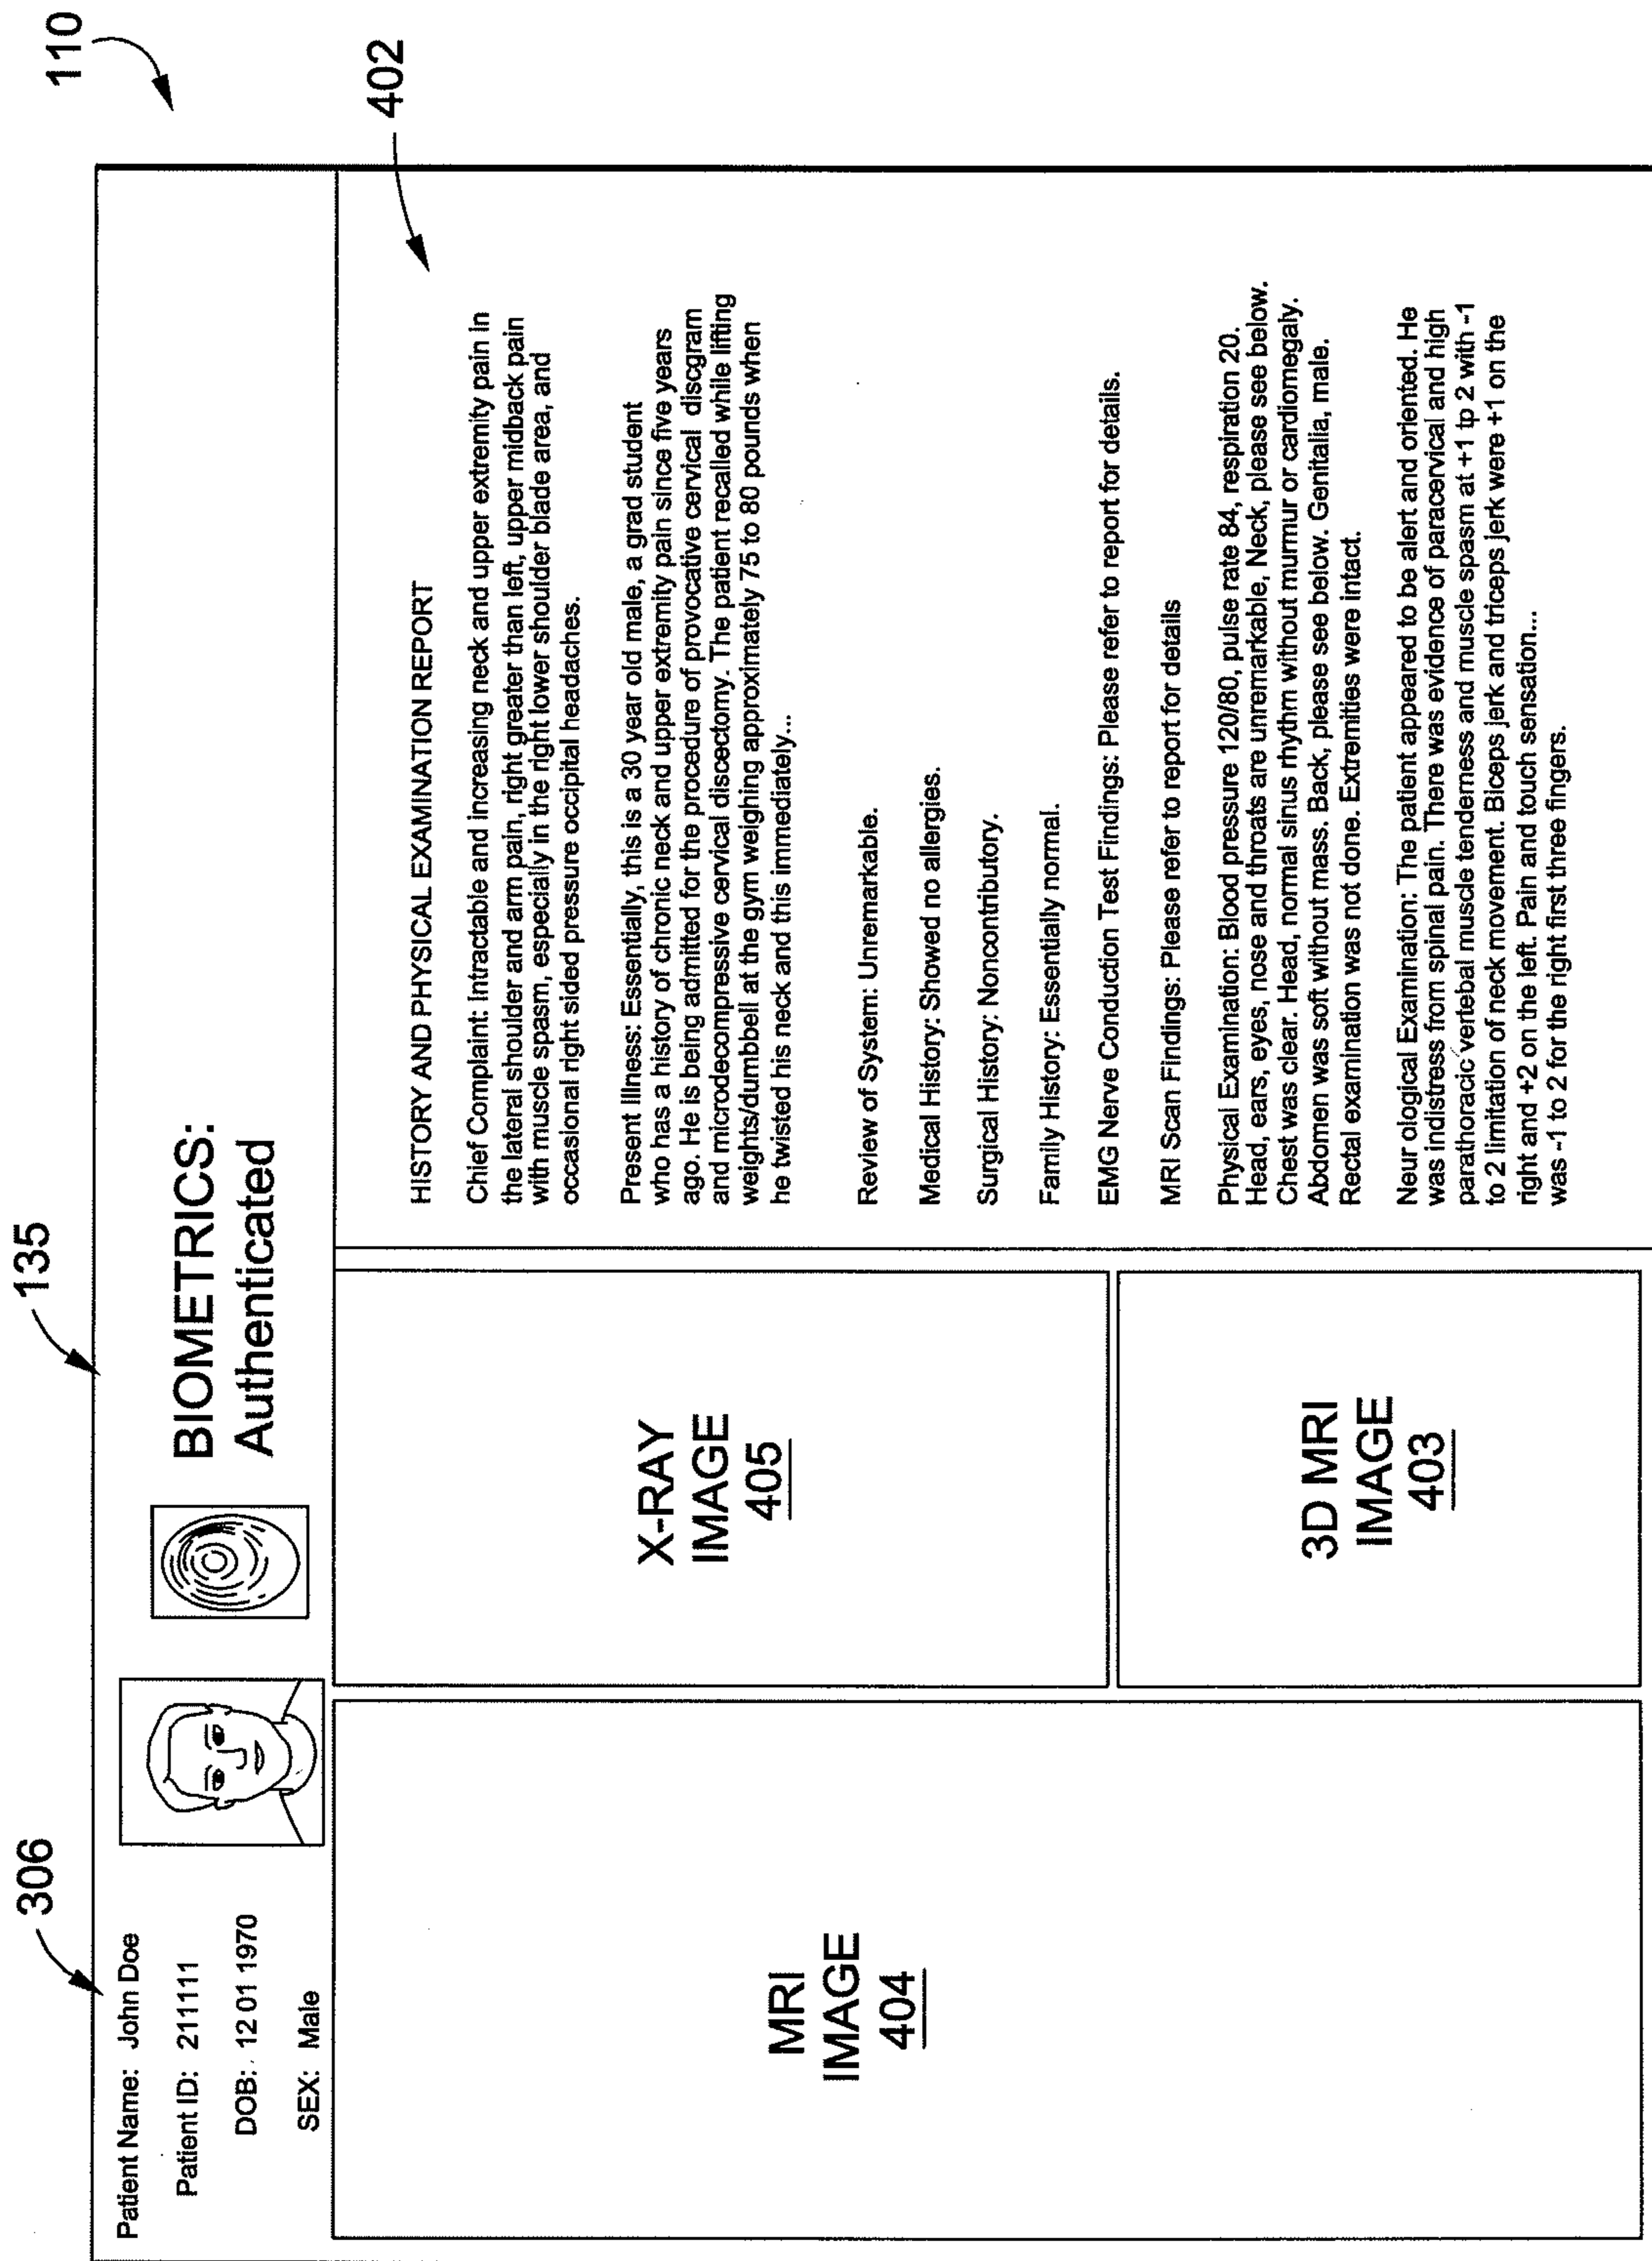 110
135
306
Patient Name: John Doe
Patient ID: 211111
DOB: 12 01 1970
SEX: Male
BIOMETRICS:
Authenticated
MRI
IMAGE
404
X-RAY
IMAGE
405
3D MRI
IMAGE
403
402
HISTORY AND PHYSICAL EXAMINATION REPORT
Chief Complaint: Intractable and increasing neck and upper extremity pain in
the lateral shoulder and arm pain, right greater than left, upper midback pain
with muscle spasm, especially in the right lower shoulder blade area, and
occasional right sided pressure occipital headaches.
Present Illness: Essentially, this is a 30 year old male, a grad student
who has a history of chronic neck and upper extremity pain since five years
ago. He is being admitted for the procedure of provocative cervical discgram
and microdecompressive cervical discectomy. The patient recalled while lifting
weights/dumbbell at the gym weighing approximately 75 to 80 pounds when
he twisted his neck and this immediately...
Review of System: Unremarkable.
Medical History: Showed no allergies.
Surgical History: Noncontributory.
Family History: Essentially normal.
EMG Nerve Conduction Test Findings: Please refer to report for details.
MRI Scan Findings: Please refer to report for details
Physical Examination: Blood pressure 120/80, pulse rate 84, respiration 20.
Head, ears, eyes, nose and throats are unremarkable, Neck, please see below.
Chest was clear. Head, normal sinus rhythm without murmur or cardiomegaly.
Abdomen was soft without mass. Back, please see below. Genitalia, male.
Rectal examination was not done. Extremities were intact.
Neur ological Examination: The patient appeared to be alert and oriented. He
was indistress from spinal pain. There was evidence of paracervical and high
parathoracic vertebal muscle tenderness and muscle spasm at +1 tp 2 with -1
to 2 limitation of neck movement. Biceps jerk and triceps jerk were +1 on the
right and +2 on the left. Pain and touch sensation...
was -1 to 2 for the right first three fingers.